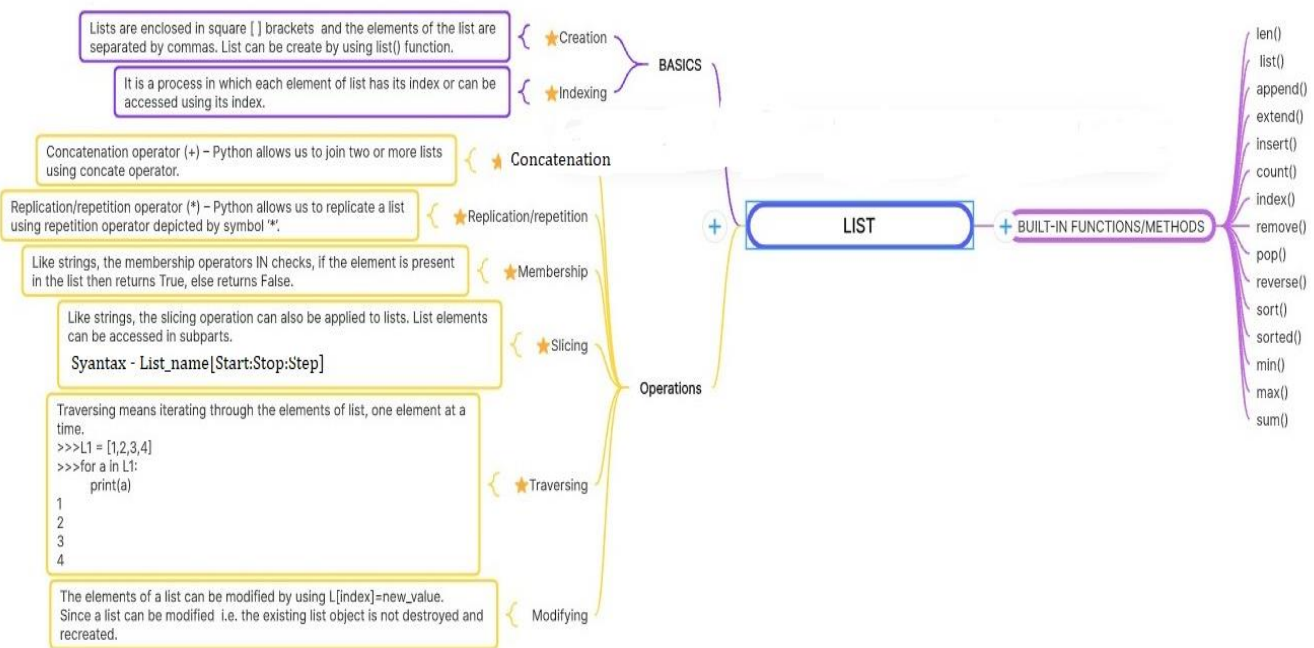 Lists are enclosed in square [ ] brackets and the elements of the list are
separated by commas. List can be create by using list() function.
Creation
BASICS
It is a process in which each element of list has its index or can be
accessed using its index.
Indexing
Concatenation operator (+) – Python allows us to join two or more lists
using concate operator.
Concatenation
Replication/repetition operator (*) – Python allows us to replicate a list
using repetition operator depicted by symbol '*'.
Replication/repetition
Like strings, the membership operators IN checks, if the element is present
in the list then returns True, else returns False.
Membership
Like strings, the slicing operation can also be applied to lists. List elements
can be accessed in subparts.
Syantax - List_name[Start:Stop:Step]
Slicing
Operations
Traversing means iterating through the elements of list, one element at a
time.
>>>L1 = [1,2,3,4]
>>>for a in L1:
print(a)
1
2
3
4
Traversing
The elements of a list can be modified by using L[index]=new_value.
Since a list can be modified i.e. the existing list object is not destroyed and
recreated.
Modifying
LIST
BUILT-IN FUNCTIONS/METHODS
len()
list()
append()
extend()
insert()
count()
index()
remove()
pop()
reverse()
sort()
sorted()
min()
max()
sum()